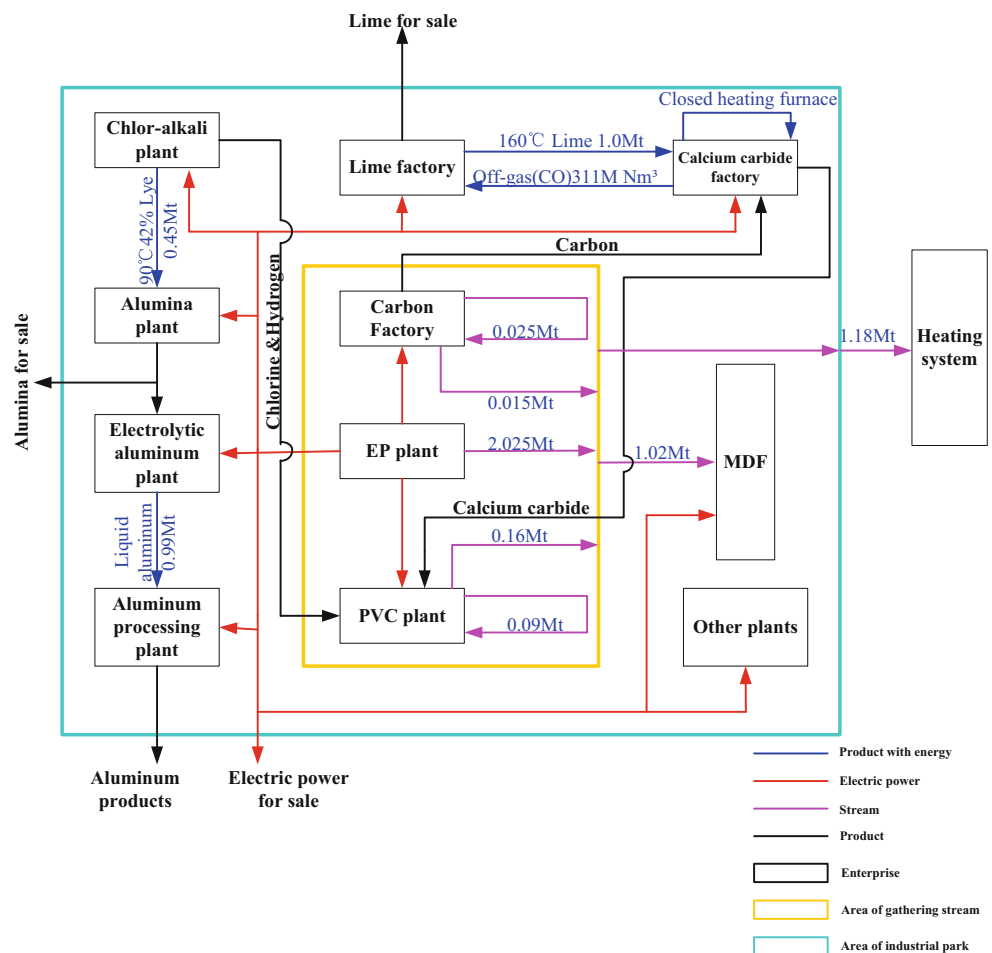 Lime for sale
Closed heating furnace
Chlor-alkali
plant
160℃ Lime 1.0Mt
Lime factory
Calcium carbide
factory
Off-gas(CO)311M Nm³
90℃42% Lye
0.45Mt
Carbon
Chlorine &Hydrogen
Alumina
plant
Carbon
Factory
0.025Mt
1.18Mt
Heating
system
0.015Mt
Alumina for sale
Electrolytic
aluminum
plant
EP plant
2.025Mt
1.02Mt
MDF
Calcium carbide
Liquid
aluminum
0.99Mt
0.16Mt
Aluminum
processing
plant
PVC plant
0.09Mt
Other plants
Aluminum
products
Electric power
for sale
Product with energy
Electric power
Stream
Product
Enterprise
Area of gathering stream
Area of industrial park